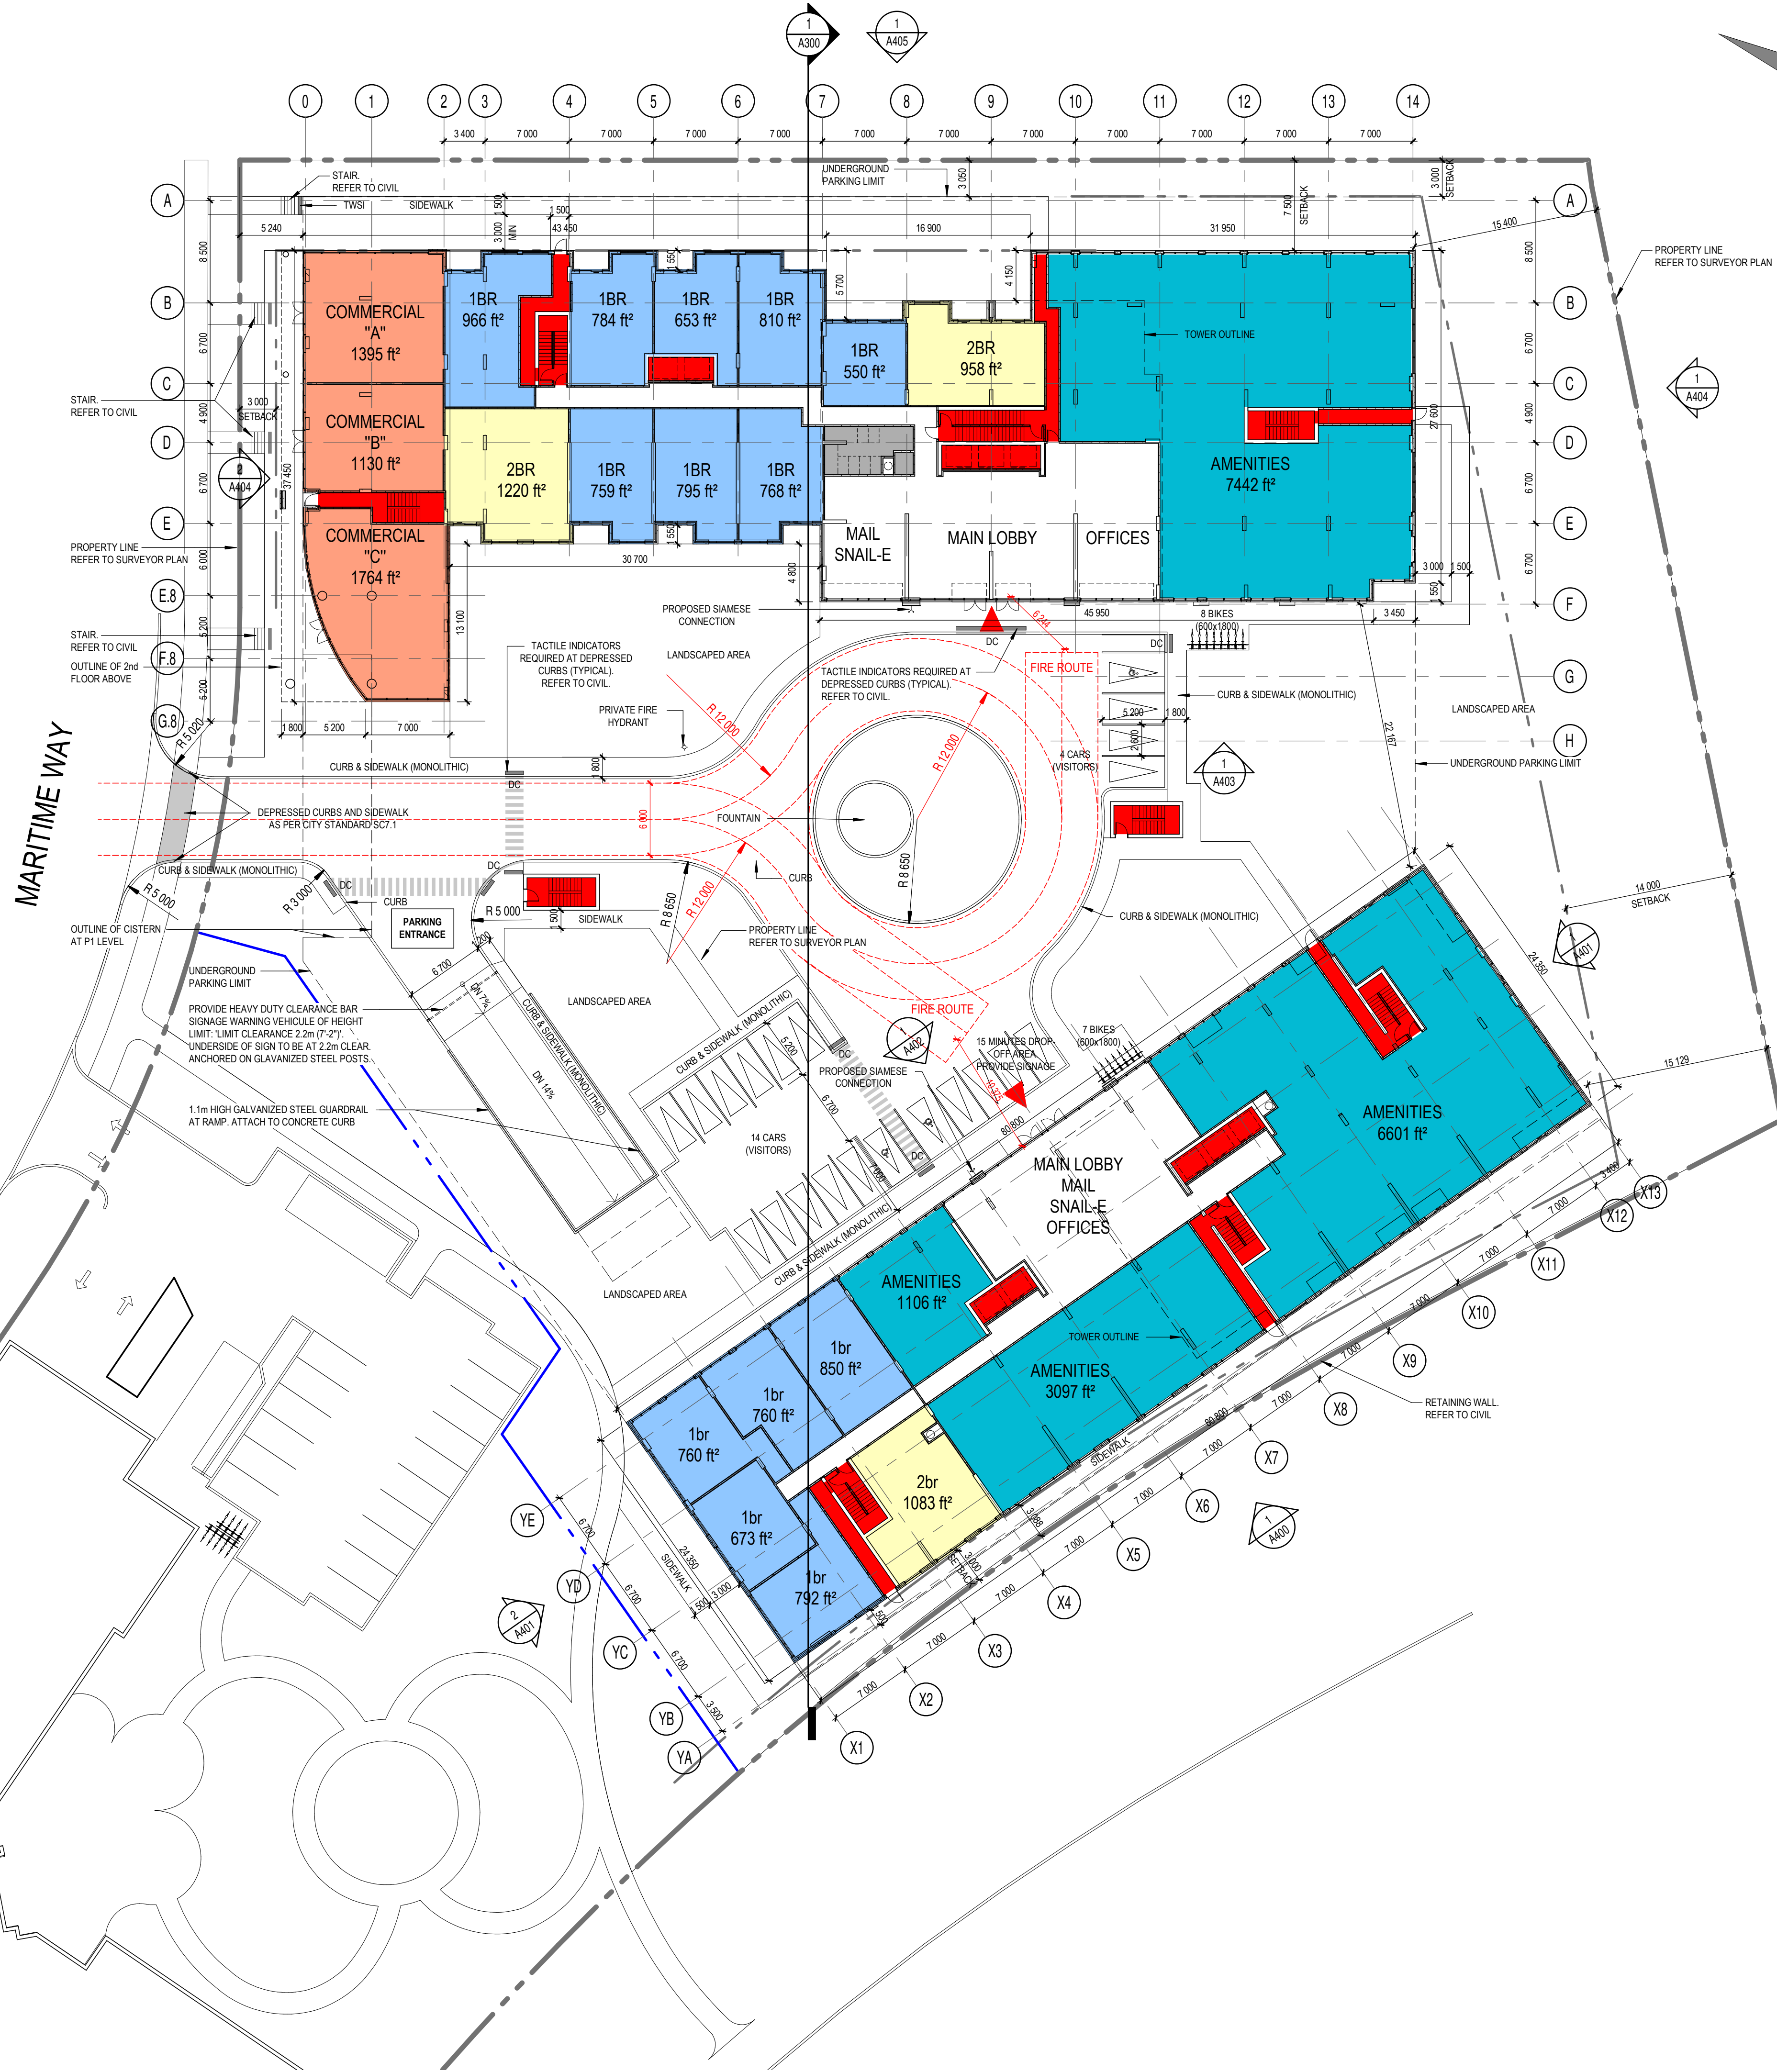 1
A300
1
A405
0
1
2
3
4
5
6
7
8
9
10
11
12
13
14
3 400
7 000
7 000
7 000
7 000
7 000
7 000
7 000
7 000
7 000
7 000
7 000
STAIR.
REFER TO CIVIL
TWSI
SIDEWALK
UNDERGROUND
PARKING LIMIT
3 050
7 500
SETBACK
3 000
SETBACK
15 400
A
A
5 240
1 500
3 000
MIN
1 500
43 450
16 900
31 950
8 500
8 500
1 550
5 700
4 150
PROPERTY LINE
REFER TO SURVEYOR PLAN
B
B
COMMERCIAL
"A"
1395 ft²
1BR
966 ft²
1BR
784 ft²
1BR
653 ft²
1BR
810 ft²
1BR
550 ft²
2BR
958 ft²
TOWER OUTLINE
6 700
6 700
C
C
1
A404
STAIR.
REFER TO CIVIL
3 000
SETBACK
4 900
4 900
27 600
COMMERCIAL
"B"
1130 ft²
D
D
2
A404
37 450
2BR
1220 ft²
1BR
759 ft²
1BR
795 ft²
1BR
768 ft²
AMENITIES
7442 ft²
6 700
6 700
E
E
COMMERCIAL
"C"
1764 ft²
MAIL
SNAIL-E
MAIN LOBBY
OFFICES
PROPERTY LINE
REFER TO SURVEYOR PLAN
6 000
1 550
30 700
4 800
6 700
3 000
1 500
1 550
E.8
F
PROPOSED SIAMESE
CONNECTION
45 950
3 450
6 244
8 BIKES
(600x1800)
13 100
DC
DC
STAIR.
REFER TO CIVIL
5 200
F.8
OUTLINE OF 2nd
FLOOR ABOVE
TACTILE INDICATORS
REQUIRED AT DEPRESSED
CURBS (TYPICAL).
REFER TO CIVIL.
LANDSCAPED AREA
TACTILE INDICATORS REQUIRED AT
DEPRESSED CURBS (TYPICAL).
REFER TO CIVIL.
FIRE ROUTE
G
5 200
CURB & SIDEWALK (MONOLITHIC)
LANDSCAPED AREA
G.8
R 5 020
1 800
5 200
7 000
PRIVATE FIRE
HYDRANT
R 12 000
R 12 000
5 200
1 800
2 600
22 167
H
4 CARS
(VISITORS)
1
A403
UNDERGROUND PARKING LIMIT
MARITIME WAY
CURB & SIDEWALK (MONOLITHIC)
1 800
DC
DEPRESSED CURBS AND SIDEWALK
AS PER CITY STANDARD SC7.1
6 000
FOUNTAIN
CURB & SIDEWALK (MONOLITHIC)
DC
DC
CURB
R 8 650
R 5 000
R 3 000
CURB
PARKING
ENTRANCE
R 5 000
1 500
SIDEWALK
R 8 650
R 12 000
14 000
SETBACK
CURB & SIDEWALK (MONOLITHIC)
OUTLINE OF CISTERN
AT P1 LEVEL
PROPERTY LINE
REFER TO SURVEYOR PLAN
1
A401
24 350
UNDERGROUND
PARKING LIMIT
1 200
6 700
DN 7%
LANDSCAPED AREA
CURB & SIDEWALK (MONOLITHIC)
CURB & SIDEWALK (MONOLITHIC)
PROVIDE HEAVY DUTY CLEARANCE BAR
SIGNAGE WARNING VEHICULE OF HEIGHT
LIMIT: 'LIMIT CLEARANCE 2.2m (7'-2")'.
UNDERSIDE OF SIGN TO BE AT 2.2m CLEAR.
ANCHORED ON GLAVANIZED STEEL POSTS.
FIRE ROUTE
1
A402
7 BIKES
(600x1800)
15 MINUTES DROP-
OFF AREA.
PROVIDE SIGNAGE
PROPOSED SIAMESE
CONNECTION
5 200
DC
15 129
DN 14%
1.1m HIGH GALVANIZED STEEL GUARDRAIL
AT RAMP. ATTACH TO CONCRETE CURB
6 700
10 375
80 800
AMENITIES
6601 ft²
14 CARS
(VISITORS)
7 000
DC
MAIN LOBBY
MAIL
SNAIL-E
OFFICES
3 400
X13
X12
7 000
X11
7 000
X10
7 000
X9
7 000
X8
7 000
X7
7 000
X6
7 000
X5
7 000
X4
7 000
X3
7 000
X2
7 000
X1
CURB & SIDEWALK (MONOLITHIC)
LANDSCAPED AREA
AMENITIES
1106 ft²
TOWER OUTLINE
AMENITIES
3097 ft²
RETAINING WALL.
REFER TO CIVIL
80 800
SIDEWALK
1br
850 ft²
1br
760 ft²
1br
760 ft²
1br
673 ft²
1br
792 ft²
2br
1083 ft²
3 088
3 000
SETBACK
1
A400
YE
6 700
YD
24 350
SIDEWALK
1 500
3 000
1 500
6 700
2
A401
YC
6 700
YB
3 500
YA